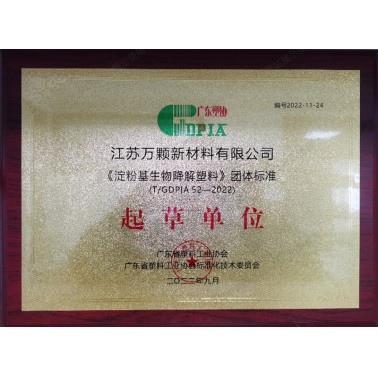 广东塑协
GDPIA
编号2022-11-24
江苏万颗新材料有限公司
《淀粉基生物降解塑料》团体标准
(T/GDPIA 52—2022)
起草单位
广东省塑料工业协会
广东省塑料工业协会标准化技术委员会
二〇二二年九月